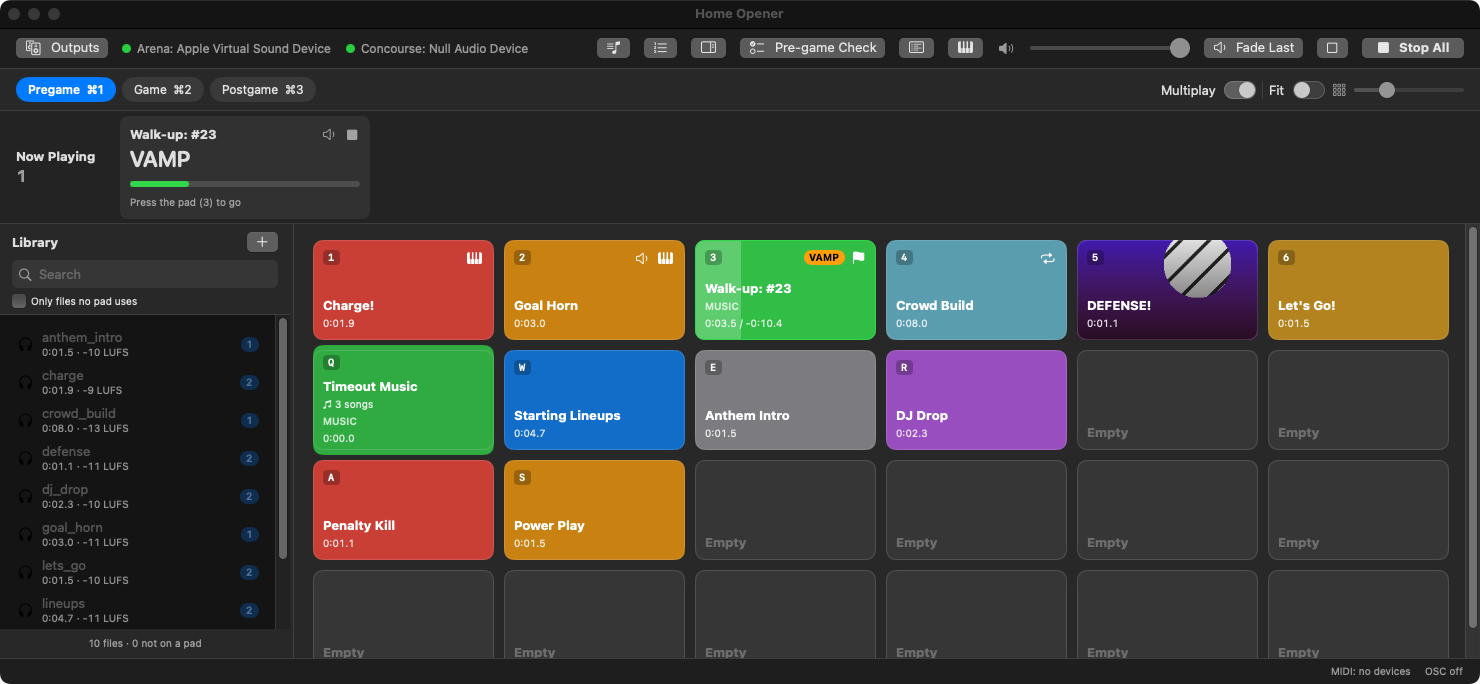 Home Opener
Outputs
Arena: Apple Virtual Sound Device
Concourse: Null Audio Device
Pre-game Check
Fade Last
Stop All
Pregame ⌘1
Game ⌘2
Postgame ⌘3
Multiplay
Fit
Now Playing
1
Walk-up: #23
VAMP
Press the pad (3) to go
Library
Search
Only files no pad uses
anthem_intro
0:01.5 · -10 LUFS
1
charge
0:01.9 · -9 LUFS
2
crowd_build
0:08.0 · -13 LUFS
1
defense
0:01.1 · -11 LUFS
2
dj_drop
0:02.3 · -10 LUFS
2
goal_horn
0:03.0 · -11 LUFS
1
lets_go
0:01.5 · -10 LUFS
2
lineups
0:04.7 · -11 LUFS
2
10 files · 0 not on a pad
1
Charge!
0:01.9
2
Goal Horn
0:03.0
3
VAMP
Walk-up: #23
MUSIC
0:03.5 / -0:10.4
4
Crowd Build
0:08.0
5
DEFENSE!
0:01.1
6
Let's Go!
0:01.5
Q
Timeout Music
3 songs
MUSIC
0:00.0
W
Starting Lineups
0:04.7
E
Anthem Intro
0:01.5
R
DJ Drop
0:02.3
Empty
Empty
A
Penalty Kill
0:01.1
S
Power Play
0:01.5
Empty
Empty
Empty
Empty
Empty
Empty
Empty
Empty
Empty
Empty
MIDI: no devices
OSC off